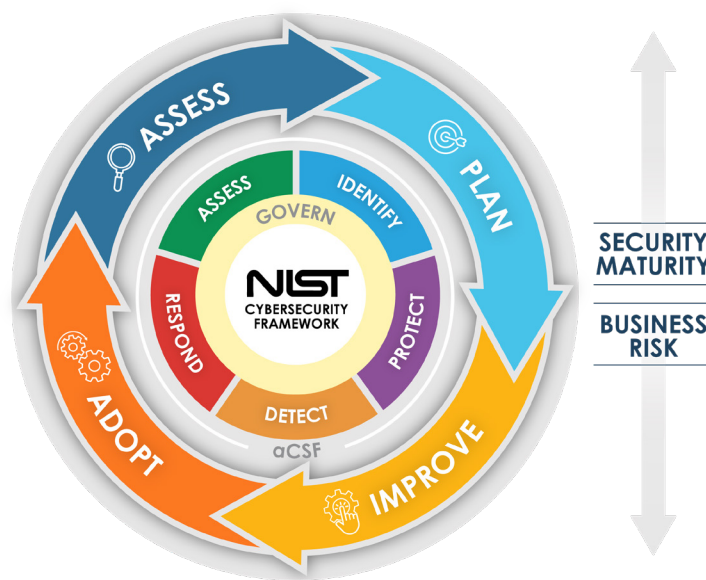 ASSESS
PLAN
IMPROVE
ADOPT
ASSESS
IDENTIFY
PROTECT
DETECT
RESPOND
GOVERN
NIST
CYBERSECURITY
FRAMEWORK
aCSF
SECURITY
MATURITY
BUSINESS
RISK